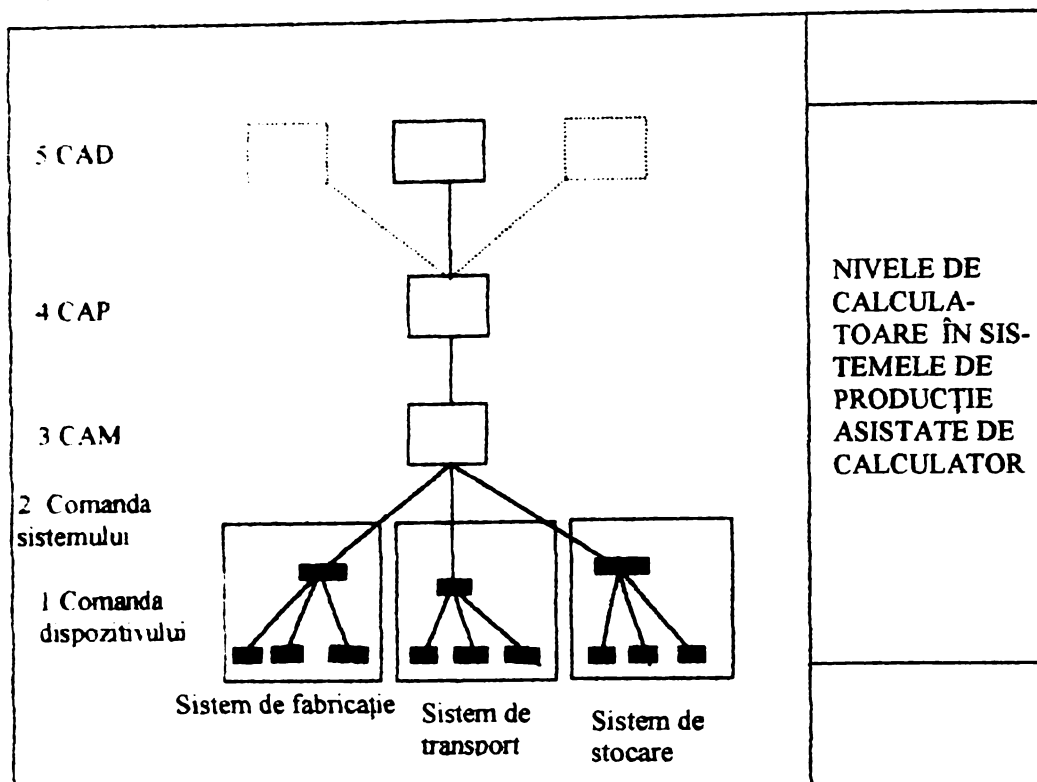 5 CAD
4 CAP
3 CAM
2 Comanda
sistemului
1 Comanda
dispozitivului
Sistem de fabricație
Sistem de
transport
Sistem de
stocare
NIVELE DE
CALCULA-
TOARE ÎN SIS-
TEMELE DE
PRODUCȚIE
ASISTATE DE
CALCULATOR